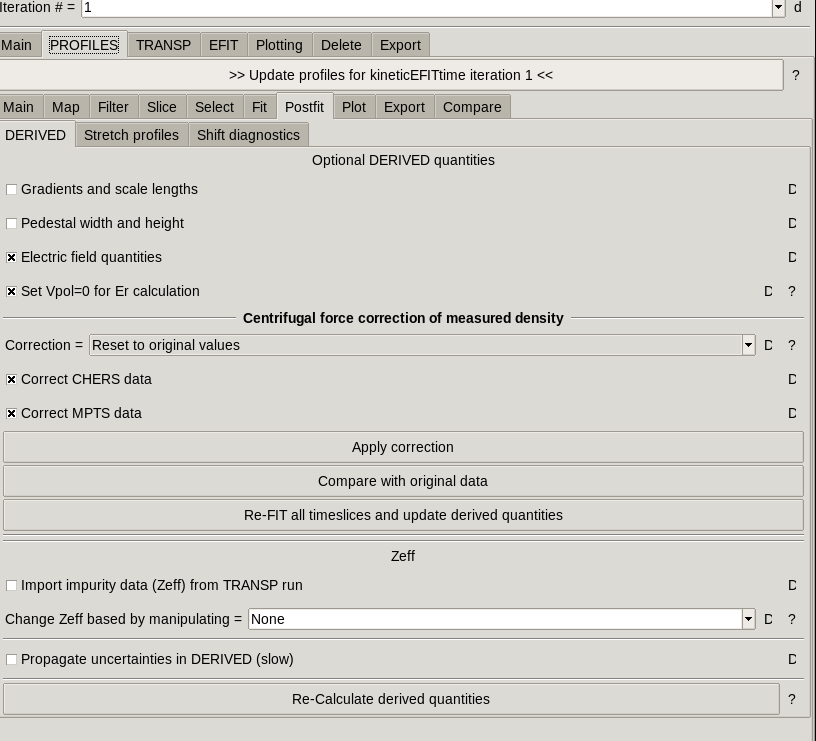 Iteration # = 1 d
Main PROFILES TRANSP EFIT Plotting Delete Export
>> Update profiles for kineticEFITtime iteration 1 << ?
Main Map Filter Slice Select Fit Postfit Plot Export Compare
DERIVED Stretch profiles Shift diagnostics
Optional DERIVED quantities
Gradients and scale lengths D
Pedestal width and height D
Electric field quantities D
Set Vpol=0 for Er calculation D ?
Centrifugal force correction of measured density
Correction = Reset to original values D ?
Correct CHERS data D
Correct MPTS data D
Apply correction
Compare with original data
Re-FIT all timeslices and update derived quantities
Zeff
Import impurity data (Zeff) from TRANSP run D
Change Zeff based by manipulating = None D ?
Propagate uncertainties in DERIVED (slow) D
Re-Calculate derived quantities ?